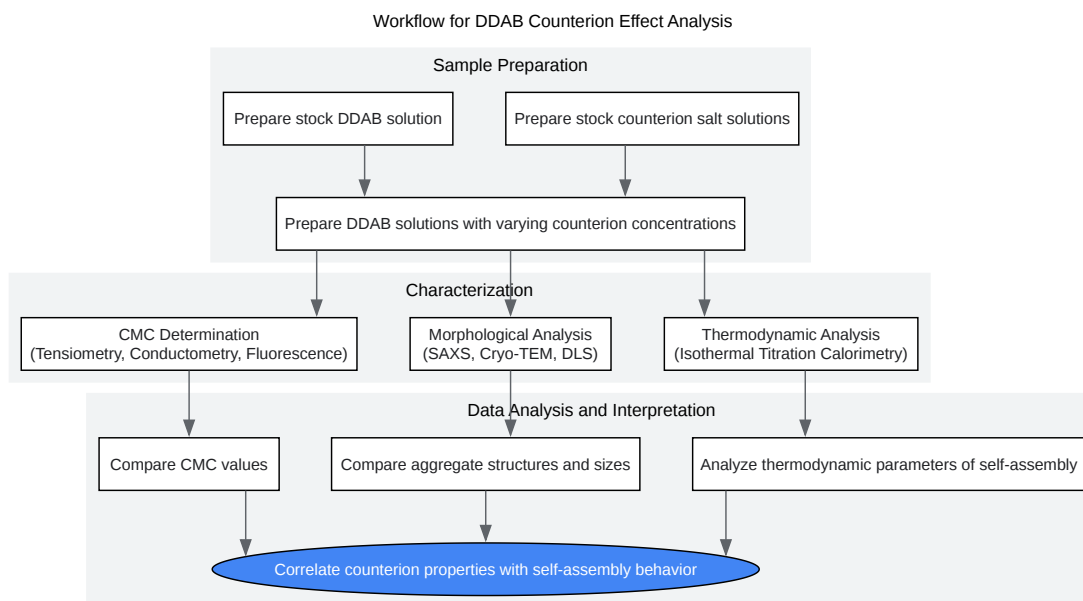 Workflow for DDAB Counterion Effect Analysis
Sample Preparation
Prepare stock DDAB solution
Prepare stock counterion salt solutions
Prepare DDAB solutions with varying counterion concentrations
Characterization
CMC Determination
(Tensiometry, Conductometry, Fluorescence)
Morphological Analysis
(SAXS, Cryo-TEM, DLS)
Thermodynamic Analysis
(Isothermal Titration Calorimetry)
Data Analysis and Interpretation
Compare CMC values
Compare aggregate structures and sizes
Analyze thermodynamic parameters of self-assembly
Correlate counterion properties with self-assembly behavior